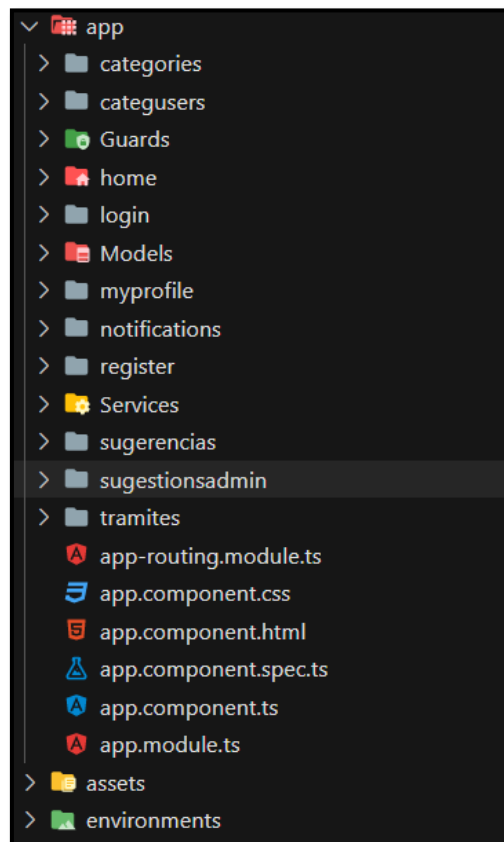 app
categories
categusers
Guards
home
login
Models
myprofile
notifications
register
Services
sugerencias
sugestionsadmin
tramites
app-routing.module.ts
app.component.css
app.component.html
app.component.spec.ts
app.component.ts
app.module.ts
assets
environments